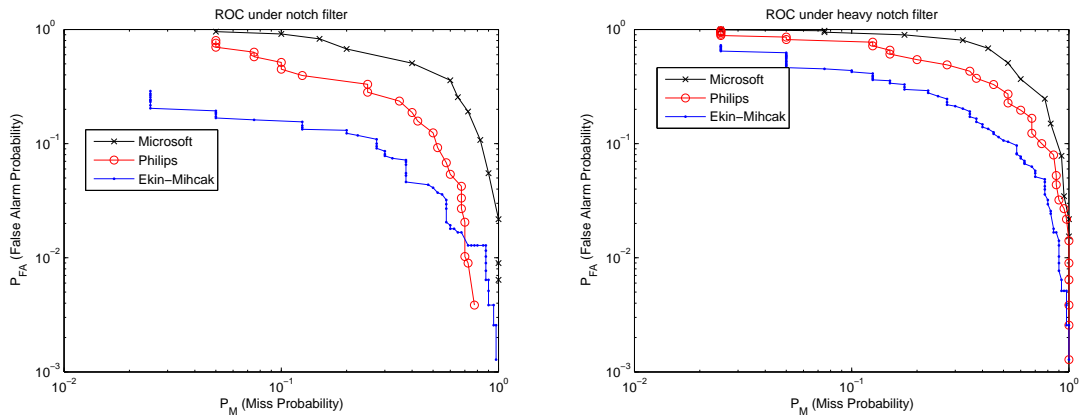 ROC under notch filter
10^0
10^-1
10^-2
10^-3
P_FA (False Alarm Probability)
Microsoft
Philips
Ekin−Mihcak
10^-2
10^-1
10^0
P_M (Miss Probability)
ROC under heavy notch filter
10^0
10^-1
10^-2
10^-3
P_FA (False Alarm Probability)
Microsoft
Philips
Ekin−Mihcak
10^-2
10^-1
10^0
P_M (Miss Probability)